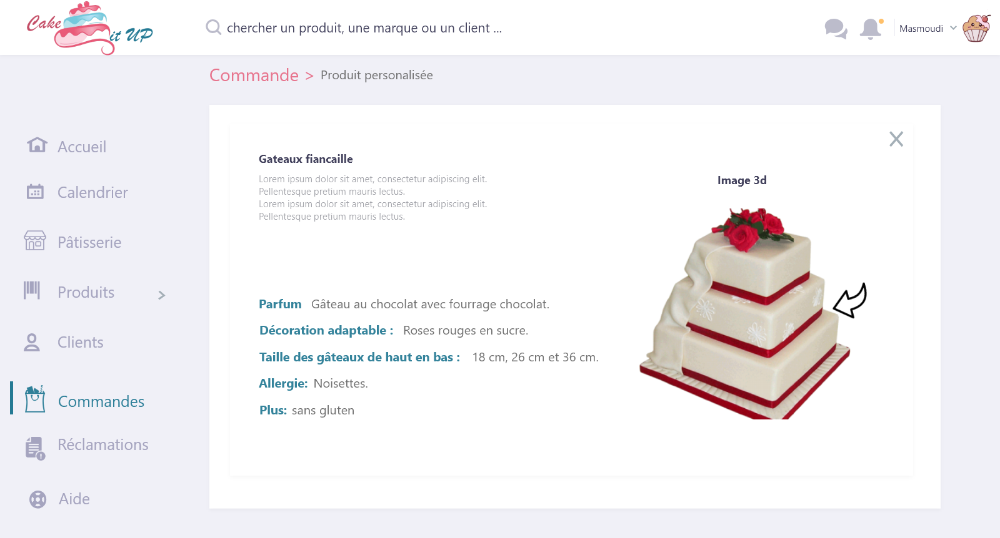 Cake it UP
chercher un produit, une marque ou un client ...
Masmoudi
Commande > Produit personalisée
Accueil
Calendrier
Pâtisserie
Produits
Clients
Commandes
Réclamations
Aide
Gateaux fiancaille
Lorem ipsum dolor sit amet, consectetur adipiscing elit.
Pellentesque pretium mauris lectus.
Lorem ipsum dolor sit amet, consectetur adipiscing elit.
Pellentesque pretium mauris lectus.
Parfum Gâteau au chocolat avec fourrage chocolat.
Décoration adaptable : Roses rouges en sucre.
Taille des gâteaux de haut en bas : 18 cm, 26 cm et 36 cm.
Allergie: Noisettes.
Plus: sans gluten
X
Image 3d